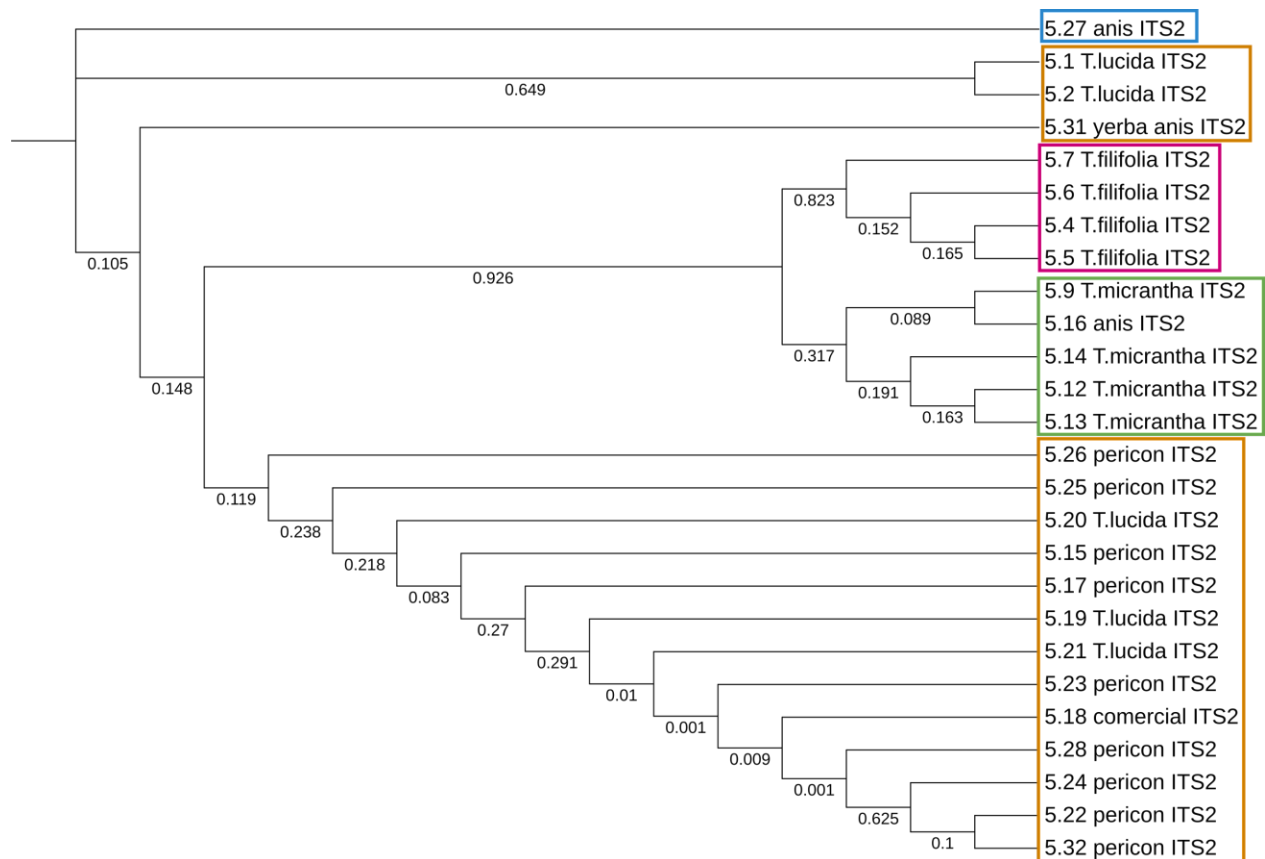 5.27 anis ITS2
5.1 T.lucida ITS2
0.649
5.2 T.lucida ITS2
5.31 yerba anis ITS2
5.7 T.filifolia ITS2
0.823
5.6 T.filifolia ITS2
0.152
5.4 T.filifolia ITS2
0.165
5.5 T.filifolia ITS2
0.105
0.926
5.9 T.micrantha ITS2
0.089
5.16 anis ITS2
0.317
5.14 T.micrantha ITS2
0.148
0.191
5.12 T.micrantha ITS2
0.163
5.13 T.micrantha ITS2
5.26 pericon ITS2
0.119
5.25 pericon ITS2
0.238
5.20 T.lucida ITS2
0.218
5.15 pericon ITS2
0.083
5.17 pericon ITS2
0.27
5.19 T.lucida ITS2
0.291
5.21 T.lucida ITS2
0.01
5.23 pericon ITS2
0.001
5.18 comercial ITS2
0.009
5.28 pericon ITS2
0.001
5.24 pericon ITS2
0.625
5.22 pericon ITS2
0.1
5.32 pericon ITS2